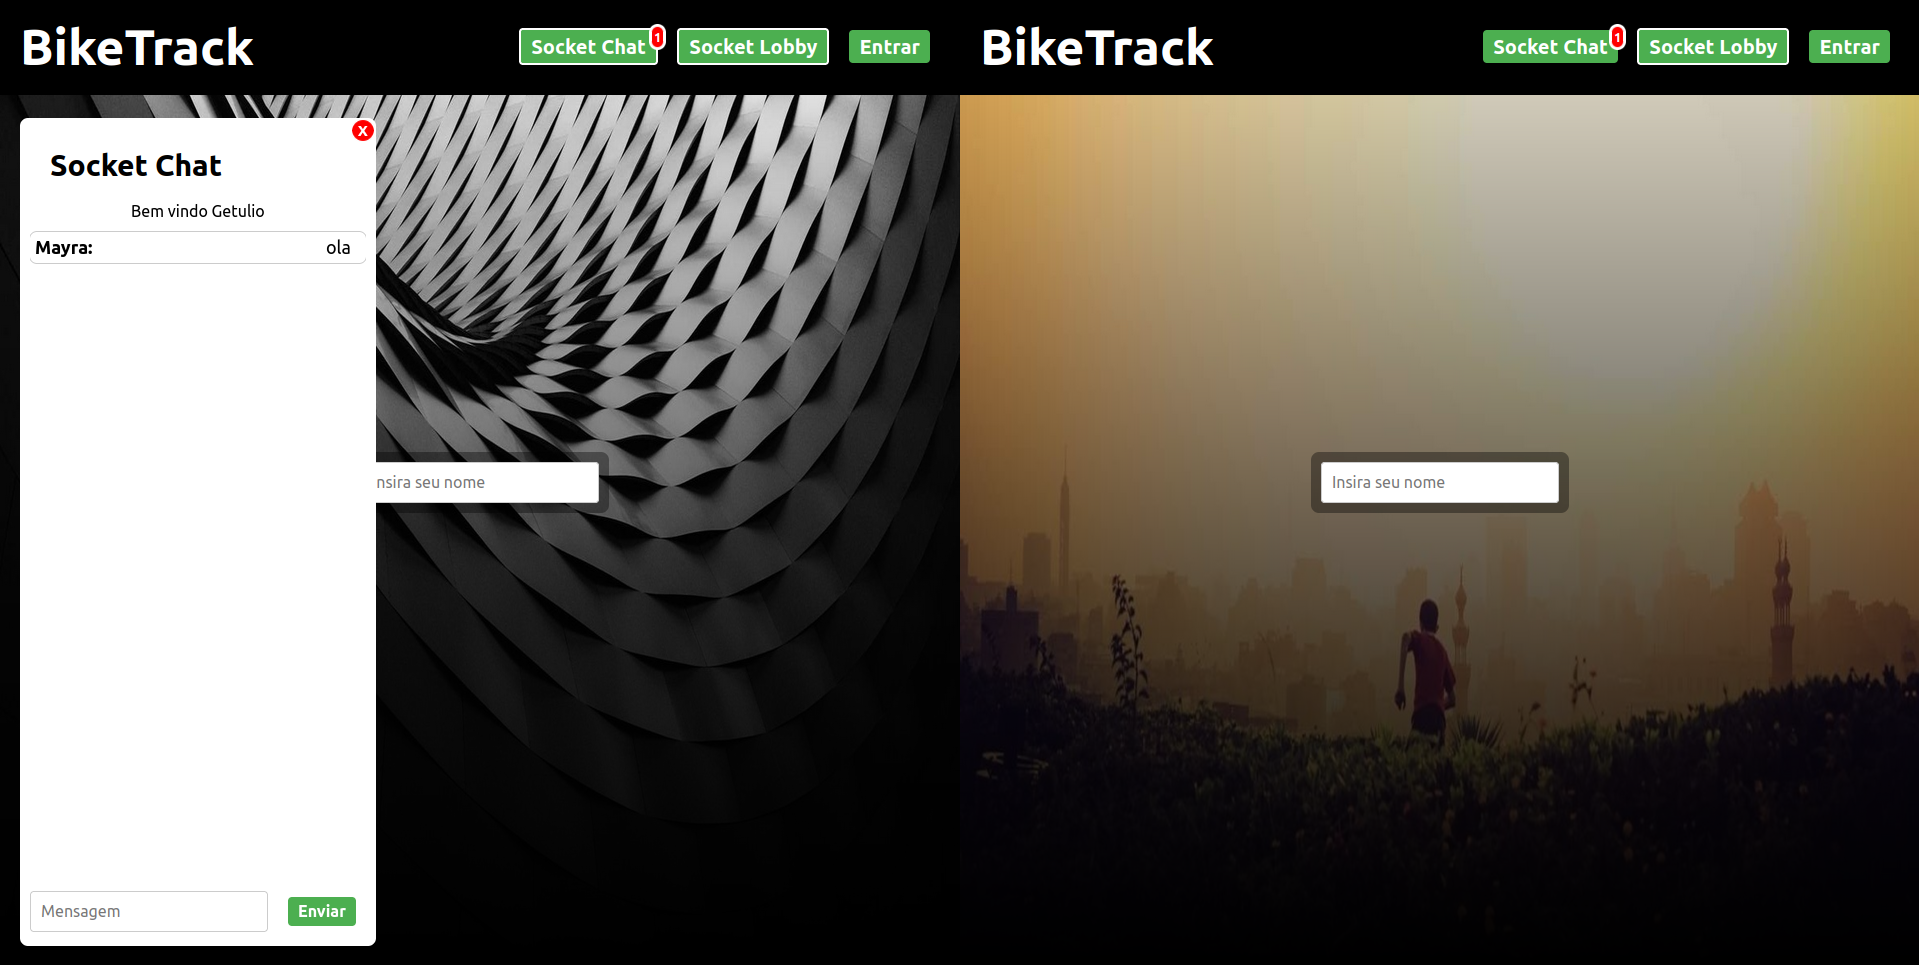 BikeTrack
Socket Chat 1 Socket Lobby Entrar
X
Socket Chat
Bem vindo Getulio
Mayra: ola
nsira seu nome
Mensagem Enviar
BikeTrack
Socket Chat 1 Socket Lobby Entrar
Insira seu nome